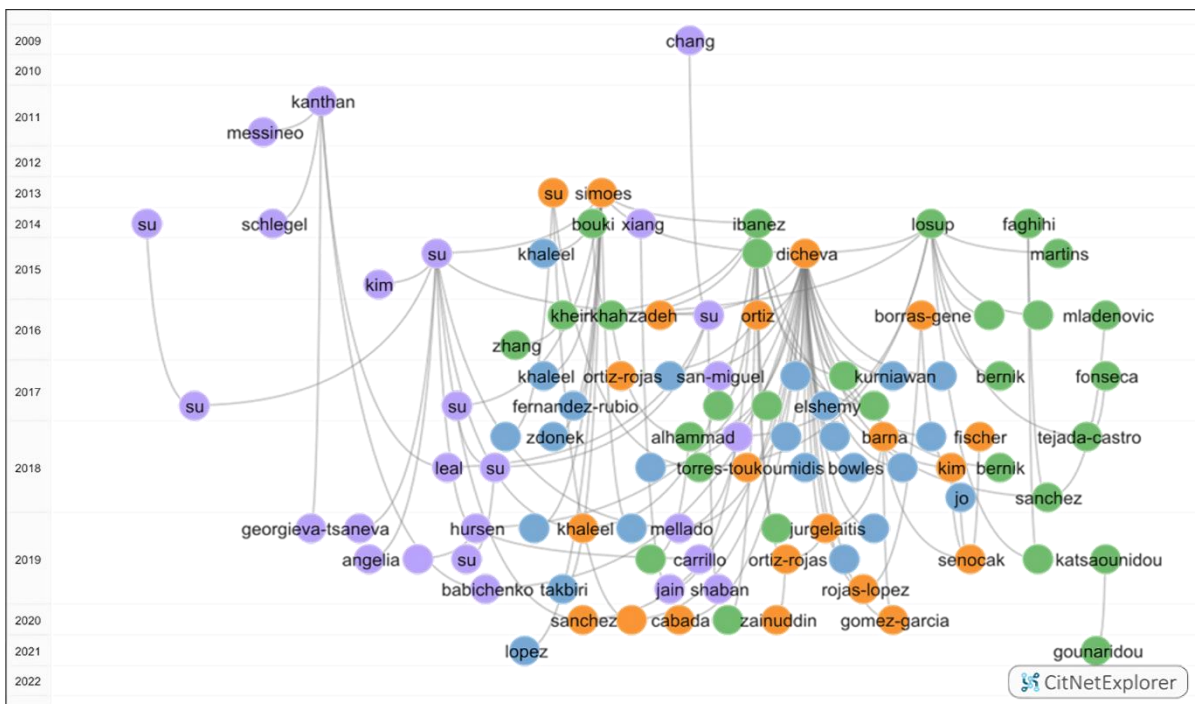 2009
chang
2010
kanthan
2011
messineo
2012
2013
su simoes
2014
su schlegel bouki xiang ibanez losup faghihi
su khaleel dicheva martins
2015
kim
2016
kheirkhahzadeh su ortiz borras-gene mladenovic
zhang
khaleel ortiz-rojas san-miguel kurniawan bernik fonseca
2017
su su fernandez-rubio elshemy
zdonek alhammad barna fischer tejada-castro
2018
leal su torres-toukoumidis bowles kim bernik
jo sanchez
georgieva-tsaneva hursen khaleel mellado jurgelaitis
2019
angelia su carrillo ortiz-rojas senocak katsaounidou
babichenko takbiri jain shaban rojas-lopez
2020
sanchez cabada zainuddin gomez-garcia
2021
lopez gounaridou
2022
CitNetExplorer